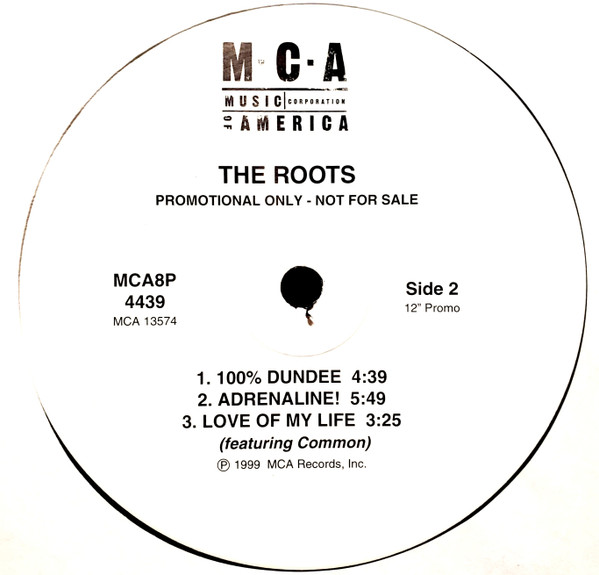 M·C·A
MUSIC CORPORATION
OF AMERICA
THE ROOTS
PROMOTIONAL ONLY - NOT FOR SALE
MCA8P
4439
MCA 13574
Side 2
12" Promo
1. 100% DUNDEE 4:39
2. ADRENALINE! 5:49
3. LOVE OF MY LIFE 3:25
(featuring Common)
℗ 1999 MCA Records, Inc.